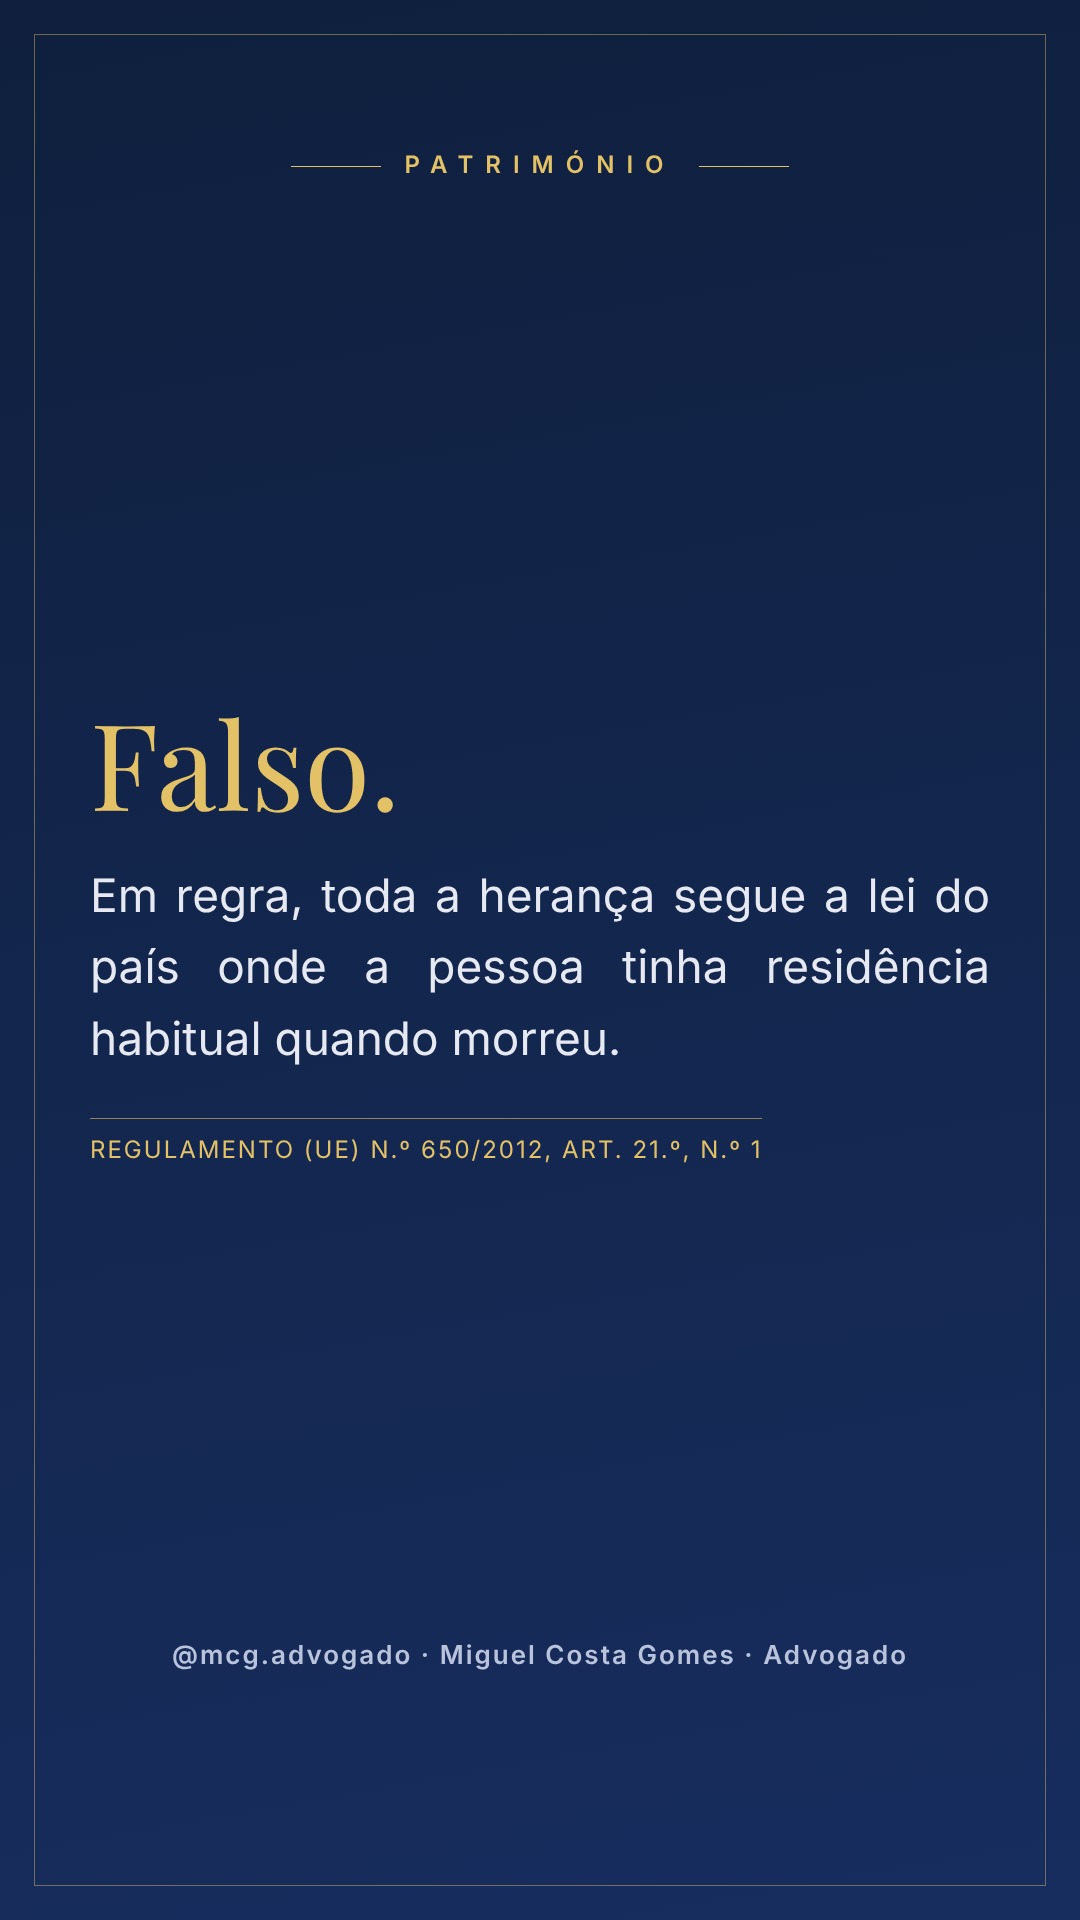 PATRIMÓNIO
Falso.
Em regra, toda a herança segue a lei do
país onde a pessoa tinha residência
habitual quando morreu.
REGULAMENTO (UE) N.º 650/2012, ART. 21.º, N.º 1
@mcg.advogado · Miguel Costa Gomes · Advogado